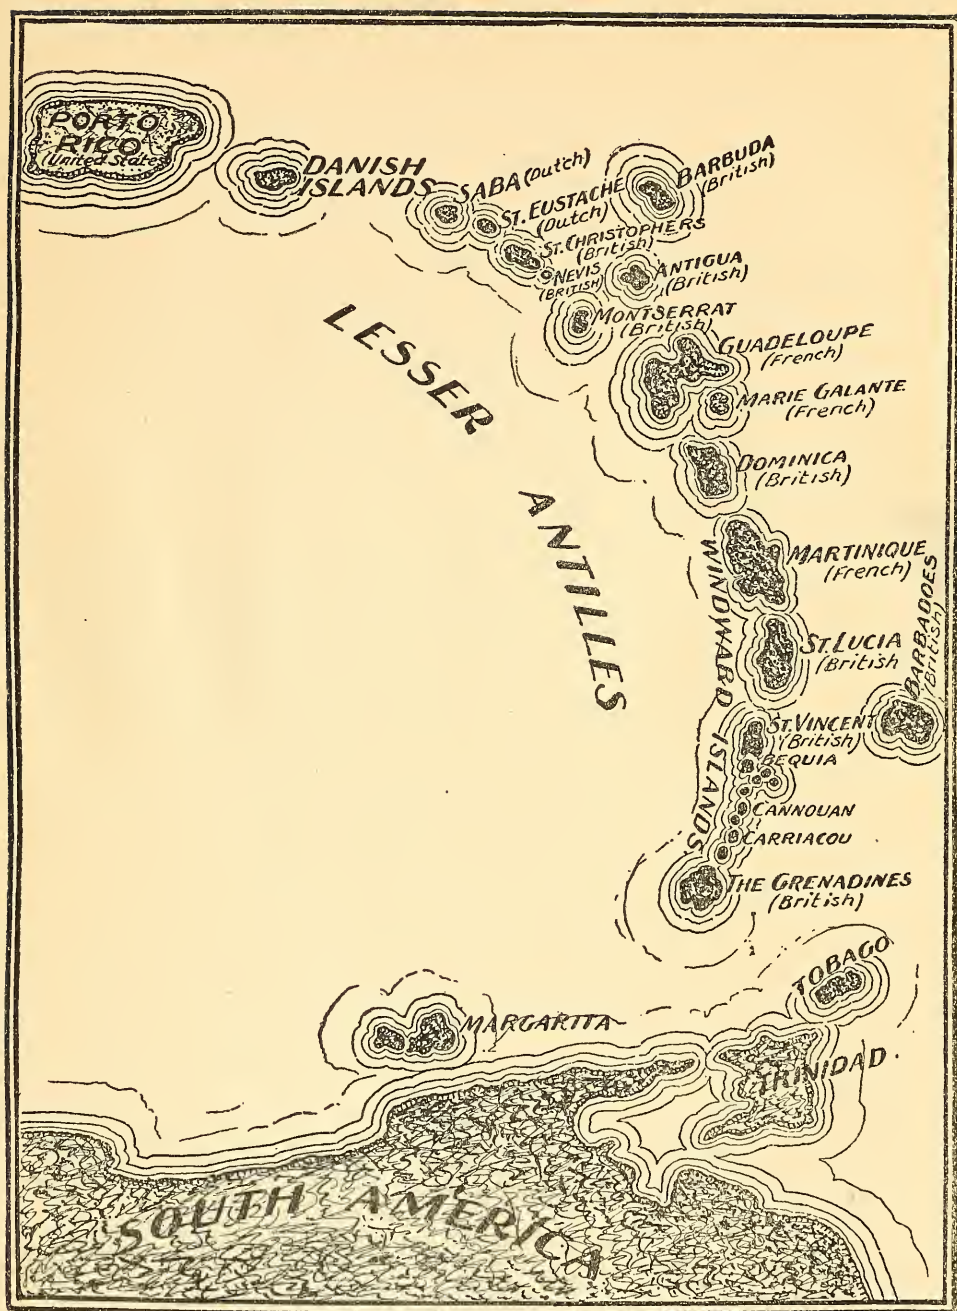 PORTO
RICO
(United States)
DANISH
ISLANDS
SABA (Dutch)
ST. EUSTACHE
(Dutch)
BARBUDA
(British)
ST. CHRISTOPHERS
(British)
NEVIS
(BRITISH)
ANTIGUA
(British)
MONTSERRAT
(British)
LESSER
ANTILLES
GUADELOUPE
(French)
MARIE GALANTE
(French)
DOMINICA
(British)
MARTINIQUE
(French)
WINDWARD ISLANDS
ST. LUCIA
(British
BARBADOES
(British)
ST. VINCENT
(British)
BEQUIA
CANNOUAN
CARRIACOU
THE GRENADINES
(British)
TOBAGO
MARGARITA
TRINIDAD
SOUTH AMERICA